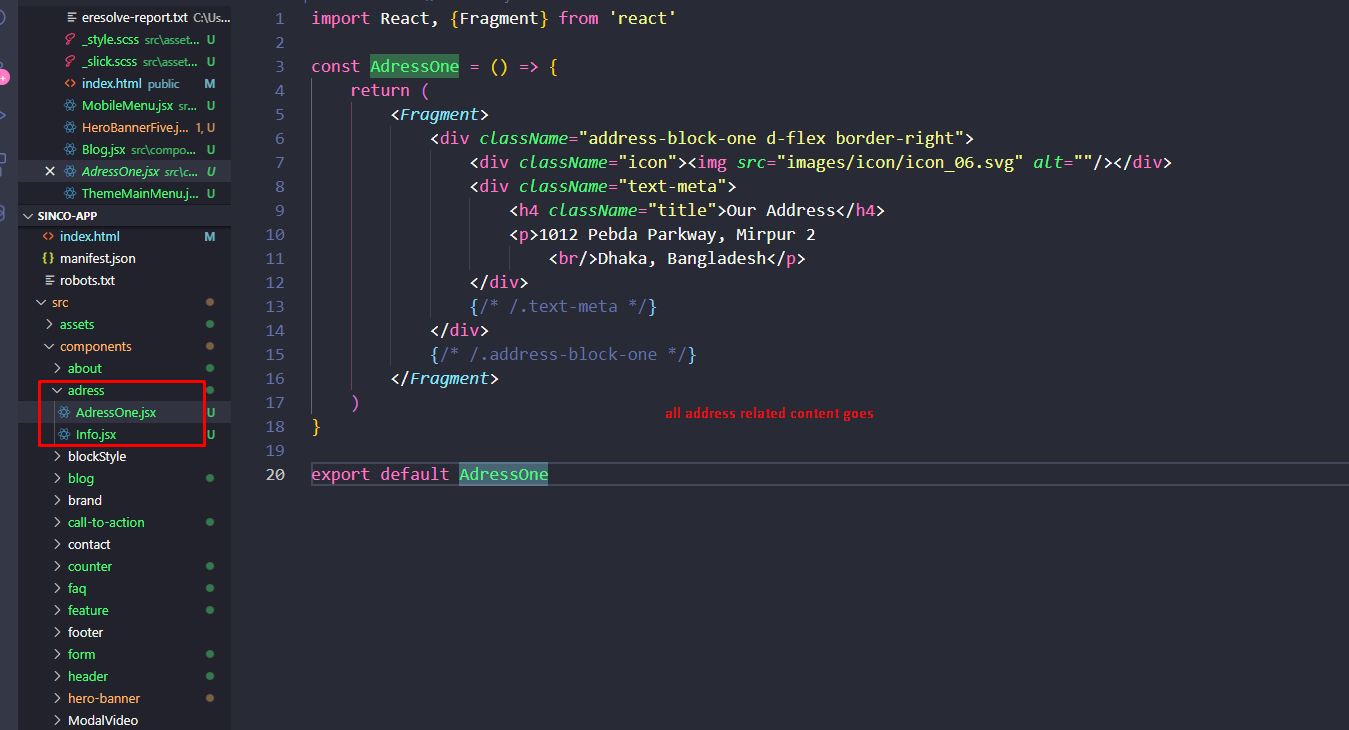 eresolve-report.txt C:\Us...
_style.scss src\asset... U
_slick.scss src\asset... U
index.html public M
MobileMenu.jsx sr... U
HeroBannerFive.j... 1, U
Blog.jsx src\compo... U
AdressOne.jsx src\c... U
ThemeMainMenu.j... U
SINCO-APP
index.html M
manifest.json
robots.txt
src
assets
components
about
adress
AdressOne.jsx U
Info.jsx U
blockStyle
blog
brand
call-to-action
contact
counter
faq
feature
footer
form
header
hero-banner
ModalVideo
1 import React, {Fragment} from 'react'
2
3 const AdressOne = () => {
4 return (
5 <Fragment>
6 <div className="address-block-one d-flex border-right">
7 <div className="icon"><img src="images/icon/icon_06.svg" alt=""/></div>
8 <div className="text-meta">
9 <h4 className="title">Our Address</h4>
10 <p>1012 Pebda Parkway, Mirpur 2
11 <br/>Dhaka, Bangladesh</p>
12 </div>
13 {/* /.text-meta */}
14 </div>
15 {/* /.address-block-one */}
16 </Fragment>
17 )
all address related content goes
18 }
19
20 export default AdressOne